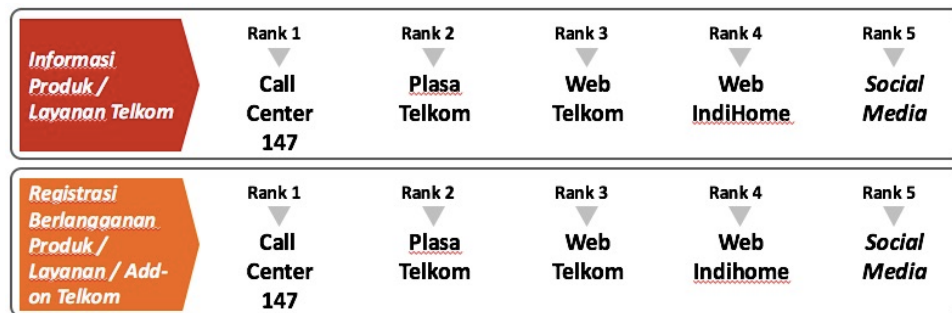 Informasi
Produk /
Layanan Telkom
Rank 1
Call
Center
147
Rank 2
Plasa
Telkom
Rank 3
Web
Telkom
Rank 4
Web
IndiHome
Rank 5
Social
Media
Registrasi
Berlangganan
Produk /
Layanan / Add-
on Telkom
Rank 1
Call
Center
147
Rank 2
Plasa
Telkom
Rank 3
Web
Telkom
Rank 4
Web
Indihome
Rank 5
Social
Media